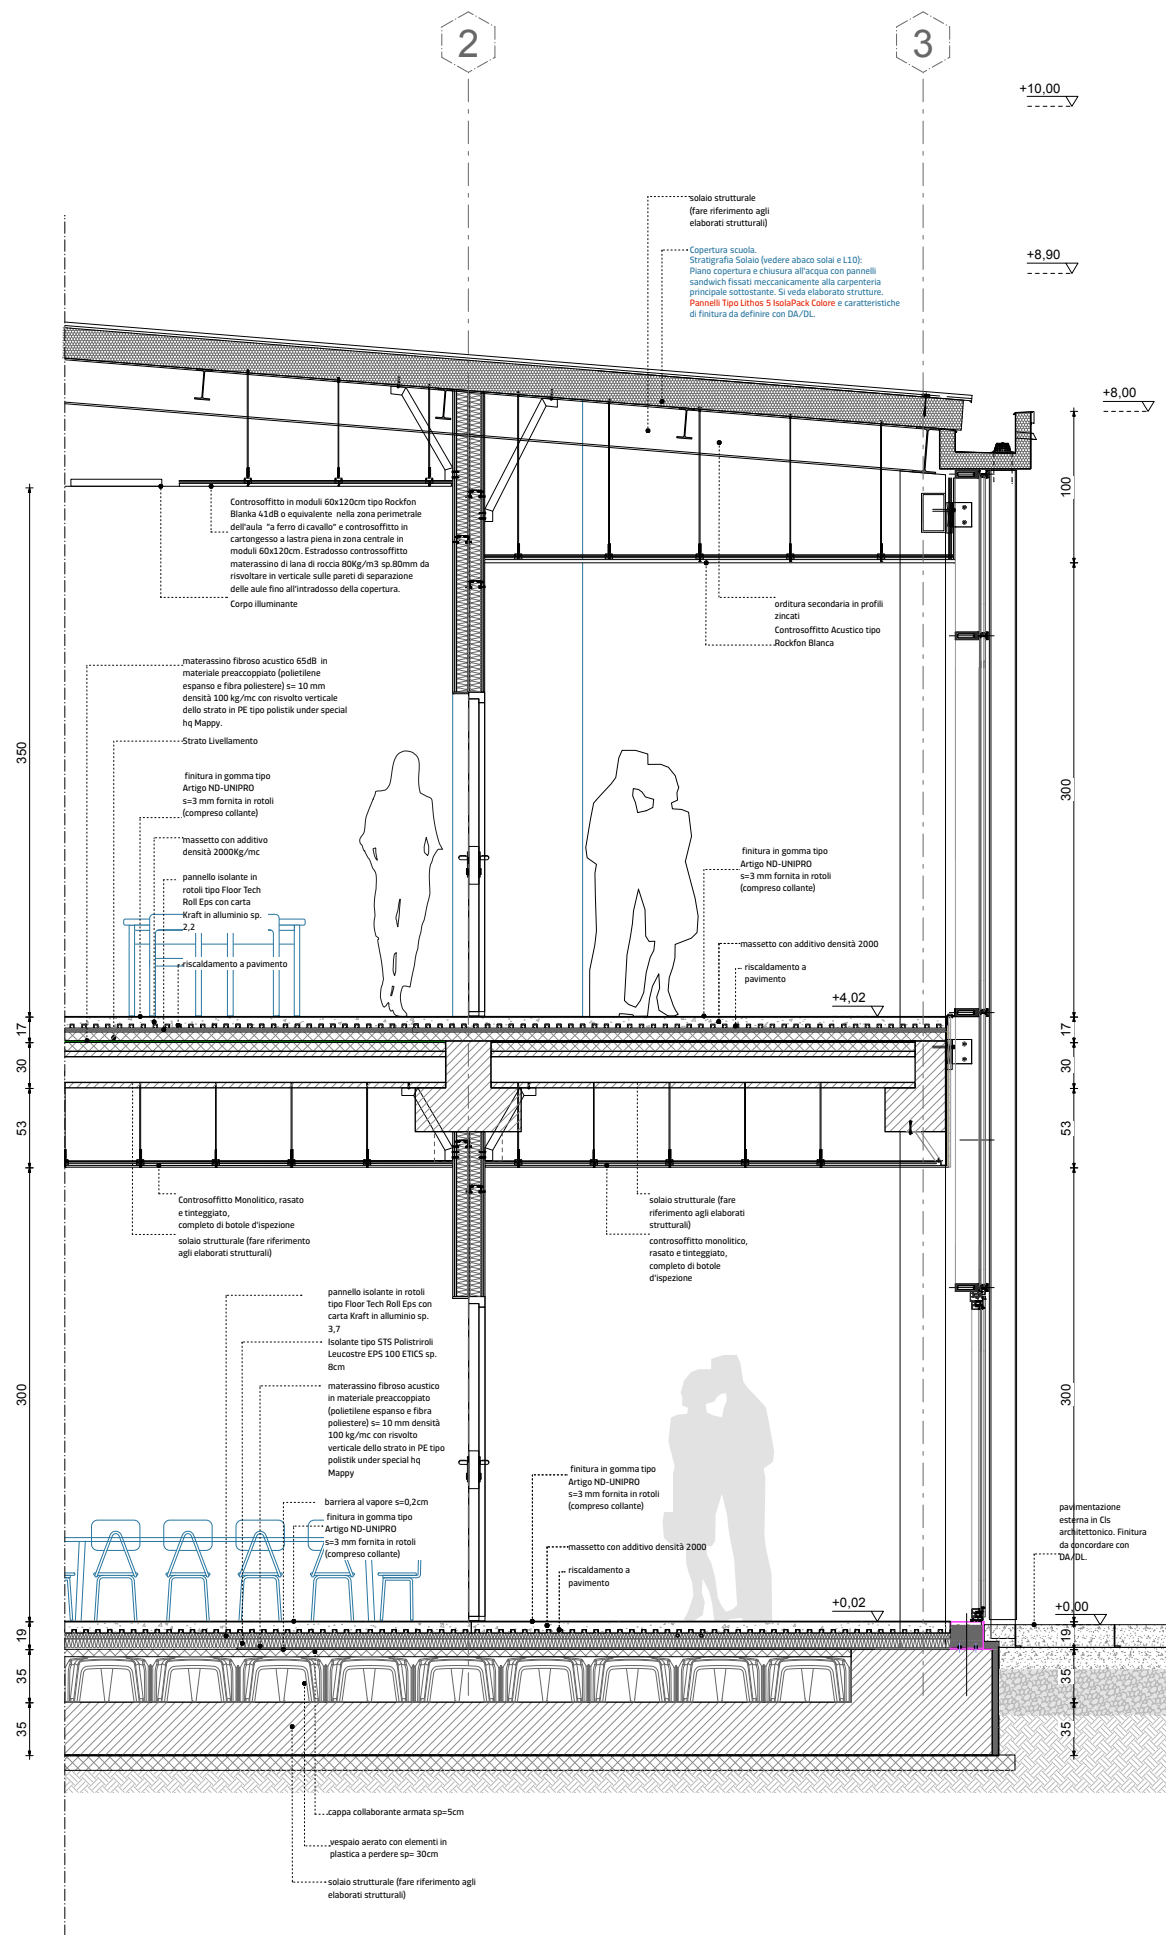 2
3
+10,00
solaio strutturale
(fare riferimento agli
elaborati strutturali)
Copertura scuola.
Stratigrafia Solaio (vedere abaco solai e L10):
Piano copertura e chiusura all'acqua con pannelli
sandwich fissati meccanicamente alla carpenteria
principale sottostante. Si veda elaborato strutture.
Pannelli Tipo Lithos 5 IsolaPack Colore e caratteristiche
di finitura da definire con DA/DL.
+8,90
+8,00
100
Controsoffitto in moduli 60x120cm tipo Rockfon
Blanka 41dB o equivalente nella zona perimetrale
dell'aula "a ferro di cavallo" e controsoffitto in
cartongesso a lastra piena in zona centrale in
moduli 60x120cm. Estradosso controssoffitto
materassino di lana di roccia 80Kg/m3 sp.80mm da
risvoltare in verticale sulle pareti di separazione
delle aule fino all'intradosso della copertura.
Corpo illuminante
orditura secondaria in profili
zincati
Controsoffitto Acustico tipo
Rockfon Blanca
materassino fibroso acustico 65dB in
materiale preaccoppiato (polietilene
espanso e fibra poliestere) s= 10 mm
densità 100 kg/mc con risvolto verticale
dello strato in PE tipo polistik under special
hq Mappy.
Strato Livellamento
350
300
finitura in gomma tipo
Artigo ND-UNIPRO
s=3 mm fornita in rotoli
(compreso collante)
massetto con additivo
densità 2000Kg/mc
pannello isolante in
rotoli tipo Floor Tech
Roll Eps con carta
Kraft in alluminio sp.
2,2
riscaldamento a pavimento
finitura in gomma tipo
Artigo ND-UNIPRO
s=3 mm fornita in rotoli
(compreso collante)
massetto con additivo densità 2000
riscaldamento a
pavimento
+4,02
17
30
53
17
30
53
Controsoffitto Monolitico, rasato
e tinteggiato,
completo di botole d'ispezione
solaio strutturale (fare riferimento
agli elaborati strutturali)
solaio strutturale (fare
riferimento agli elaborati
strutturali)
controsoffitto monolitico,
rasato e tinteggiato,
completo di botole
d'ispezione
pannello isolante in rotoli
tipo Floor Tech Roll Eps con
carta Kraft in alluminio sp.
3,7
Isolante tipo STS Polistriroli
Leucostre EPS 100 ETICS sp.
8cm
materassino fibroso acustico
in materiale preaccoppiato
(polietilene espanso e fibra
poliestere) s= 10 mm densità
100 kg/mc con risvolto
verticale dello strato in PE tipo
polistik under special hq
Mappy
barriera al vapore s=0,2cm
finitura in gomma tipo
Artigo ND-UNIPRO
s=3 mm fornita in rotoli
(compreso collante)
300
300
finitura in gomma tipo
Artigo ND-UNIPRO
s=3 mm fornita in rotoli
(compreso collante)
massetto con additivo densità 2000
riscaldamento a
pavimento
pavimentazione
esterna in Cls
architettonico. Finitura
da concordare con
DA/DL.
+0,02
+0,00
19
35
35
19
35
35
cappa collaborante armata sp=5cm
vespaio aerato con elementi in
plastica a perdere sp= 30cm
solaio strutturale (fare riferimento agli
elaborati strutturali)